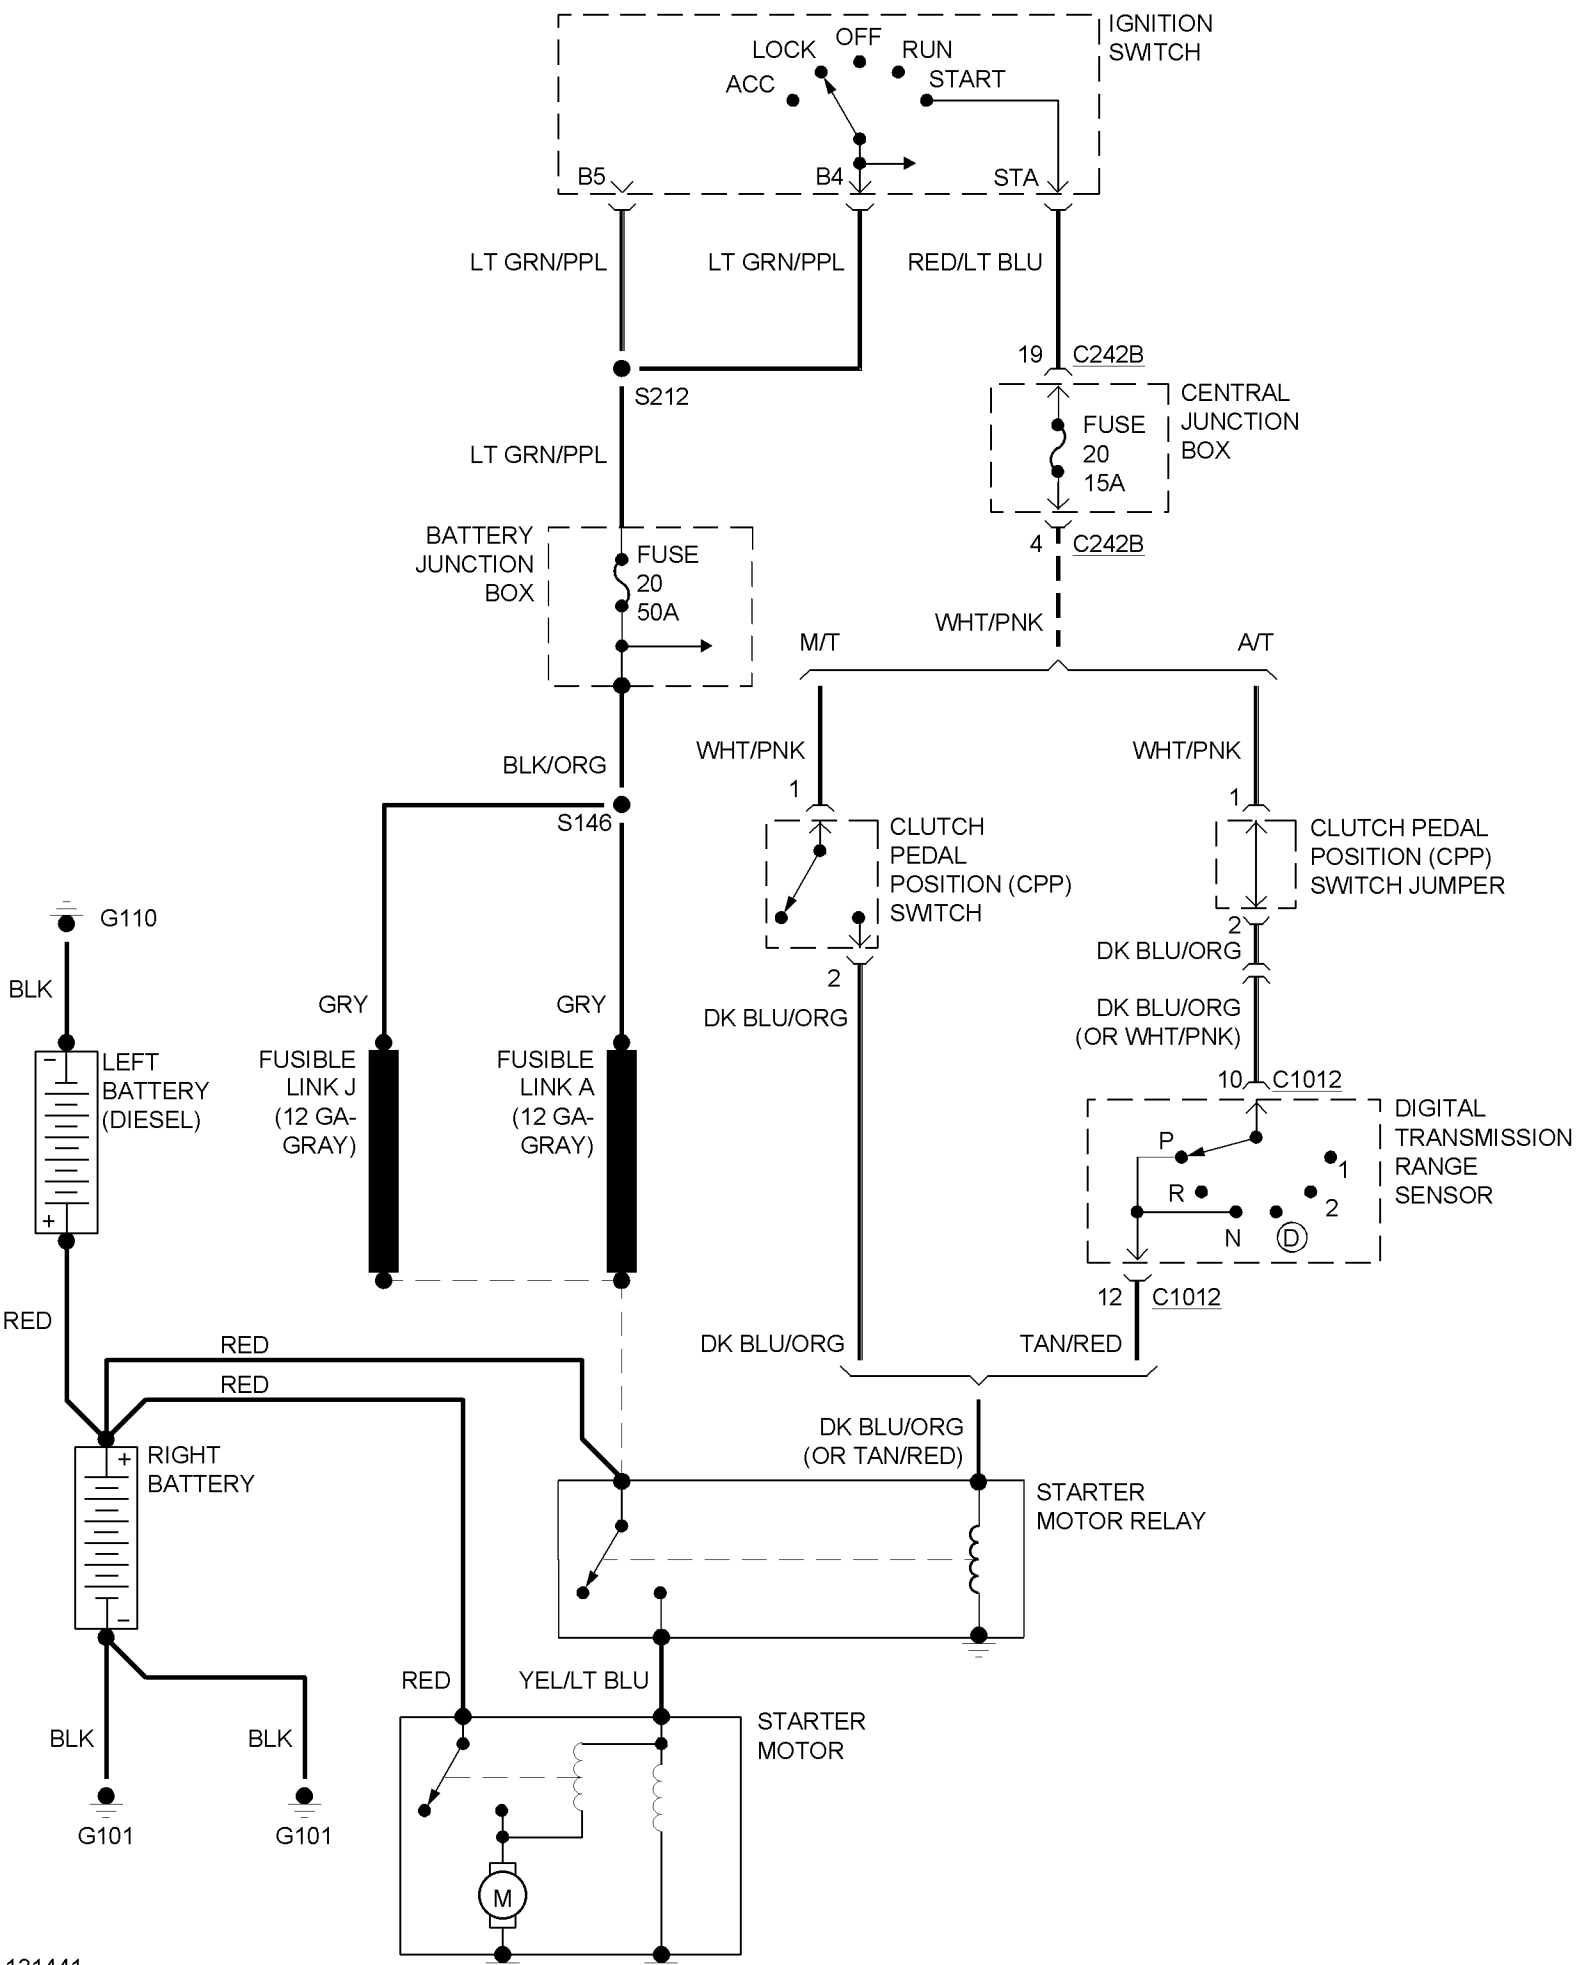 IGNITION
SWITCH
OFF
LOCK
RUN
ACC
START
B5
B4
STA
LT GRN/PPL
LT GRN/PPL
RED/LT BLU
19
C242B
S212
CENTRAL
JUNCTION
BOX
FUSE
20
15A
LT GRN/PPL
BATTERY
JUNCTION
BOX
FUSE
20
50A
4
C242B
WHT/PNK
M/T
A/T
BLK/ORG
WHT/PNK
WHT/PNK
1
1
S146
CLUTCH
PEDAL
POSITION (CPP)
SWITCH
CLUTCH PEDAL
POSITION (CPP)
SWITCH JUMPER
G110
2
DK BLU/ORG
BLK
GRY
GRY
2
DK BLU/ORG
DK BLU/ORG
(OR WHT/PNK)
−
LEFT
BATTERY
(DIESEL)
+
FUSIBLE
LINK J
(12 GA-
GRAY)
FUSIBLE
LINK A
(12 GA-
GRAY)
10
C1012
DIGITAL
TRANSMISSION
RANGE
SENSOR
P
1
R
2
N
D
12
C1012
RED
RED
DK BLU/ORG
TAN/RED
RED
DK BLU/ORG
(OR TAN/RED)
+
RIGHT
BATTERY
−
STARTER
MOTOR RELAY
RED
YEL/LT BLU
STARTER
MOTOR
BLK
BLK
G101
G101
M